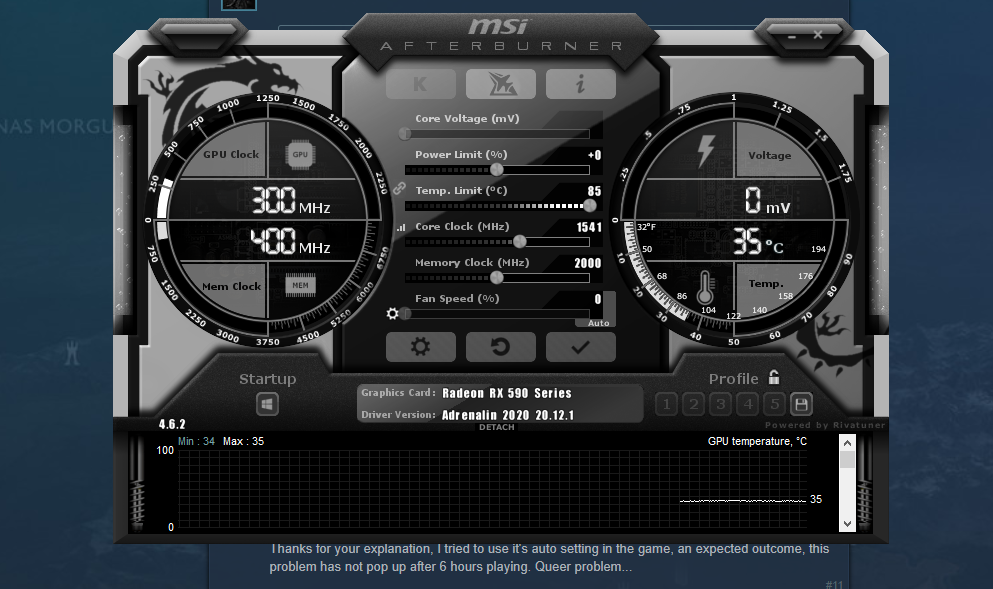 NAS MORGU
msi
AFTERBURNER
K
i
Core Voltage (mV)
Power Limit (%) +0
Temp. Limit (°C) 85
Core Clock (MHz) 1541
Memory Clock (MHz) 2000
Fan Speed (%) 0
Auto
0 250 500 750 1000 1250 1500 1750 2000 2250
GPU Clock
GPU
300 MHz
400 MHz
Mem Clock
MEM
750 1500 2250 3000 3750 4500 5250 6000 6750
0 .25 .5 .75 1 1.25 1.5 1.75
Voltage
0 mV
35 °C
Temp.
32°F 50 68 86 104 122 140 158 176 194
10 20 30 40 50 60 70 80 90
Startup
Profile
1 2 3 4 5
Graphics Card: Radeon RX 590 Series
Driver Version: Adrenalin 2020 20.12.1
4.6.2
DETACH
Powered by Rivatuner
Min : 34 Max : 35
GPU temperature, °C
100
35
0
Thanks for your explanation, I tried to use it's auto setting in the game, an expected outcome, this
problem has not pop up after 6 hours playing. Queer problem...
#11